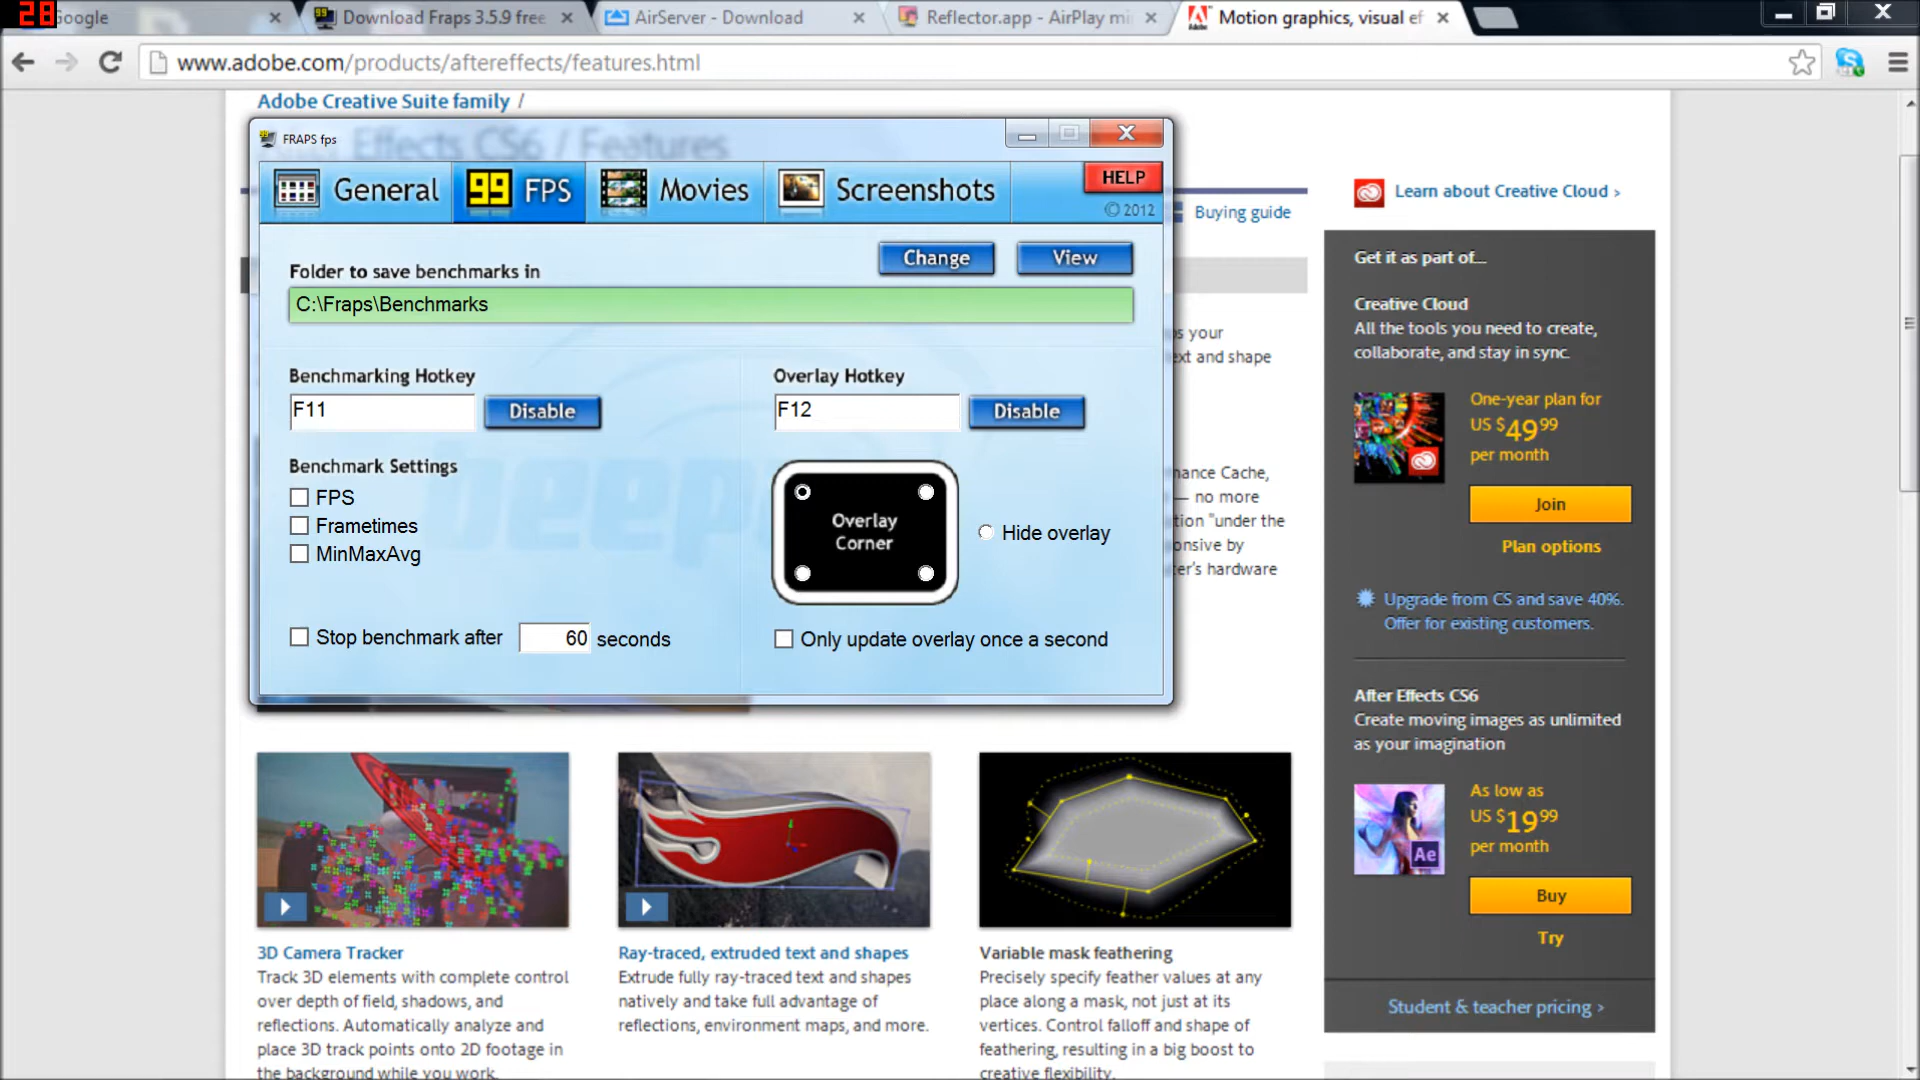 28
oogle
Download Fraps 3.5.9 free
AirServer - Download
Reflector.app - AirPlay mi
Motion graphics, visual ef
www.adobe.com/products/aftereffects/features.html
Adobe Creative Suite family /
Effects CS6 / Features
FRAPS fps
General
99 FPS
Movies
Screenshots
HELP
© 2012
Folder to save benchmarks in
Change
View
C:\Fraps\Benchmarks
Benchmarking Hotkey
F11
Disable
Overlay Hotkey
F12
Disable
Benchmark Settings
FPS
Frametimes
MinMaxAvg
Overlay
Corner
Hide overlay
Stop benchmark after 60 seconds
Only update overlay once a second
Buying guide
s your
ext and shape
nance Cache,
— no more
tion "under the
ponsive by
ter's hardware
Learn about Creative Cloud >
Get it as part of...
Creative Cloud
All the tools you need to create,
collaborate, and stay in sync.
One-year plan for
US $49.99
per month
Join
Plan options
Upgrade from CS and save 40%.
Offer for existing customers.
After Effects CS6
Create moving images as unlimited
as your imagination
As low as
US $19.99
per month
Ae
Buy
Try
Student & teacher pricing >
3D Camera Tracker
Track 3D elements with complete control
over depth of field, shadows, and
reflections. Automatically analyze and
place 3D track points onto 2D footage in
the background while you work.
Ray-traced, extruded text and shapes
Extrude fully ray-traced text and shapes
natively and take full advantage of
reflections, environment maps, and more.
Variable mask feathering
Precisely specify feather values at any
place along a mask, not just at its
vertices. Control falloff and shape of
feathering, resulting in a big boost to
creative flexibility.